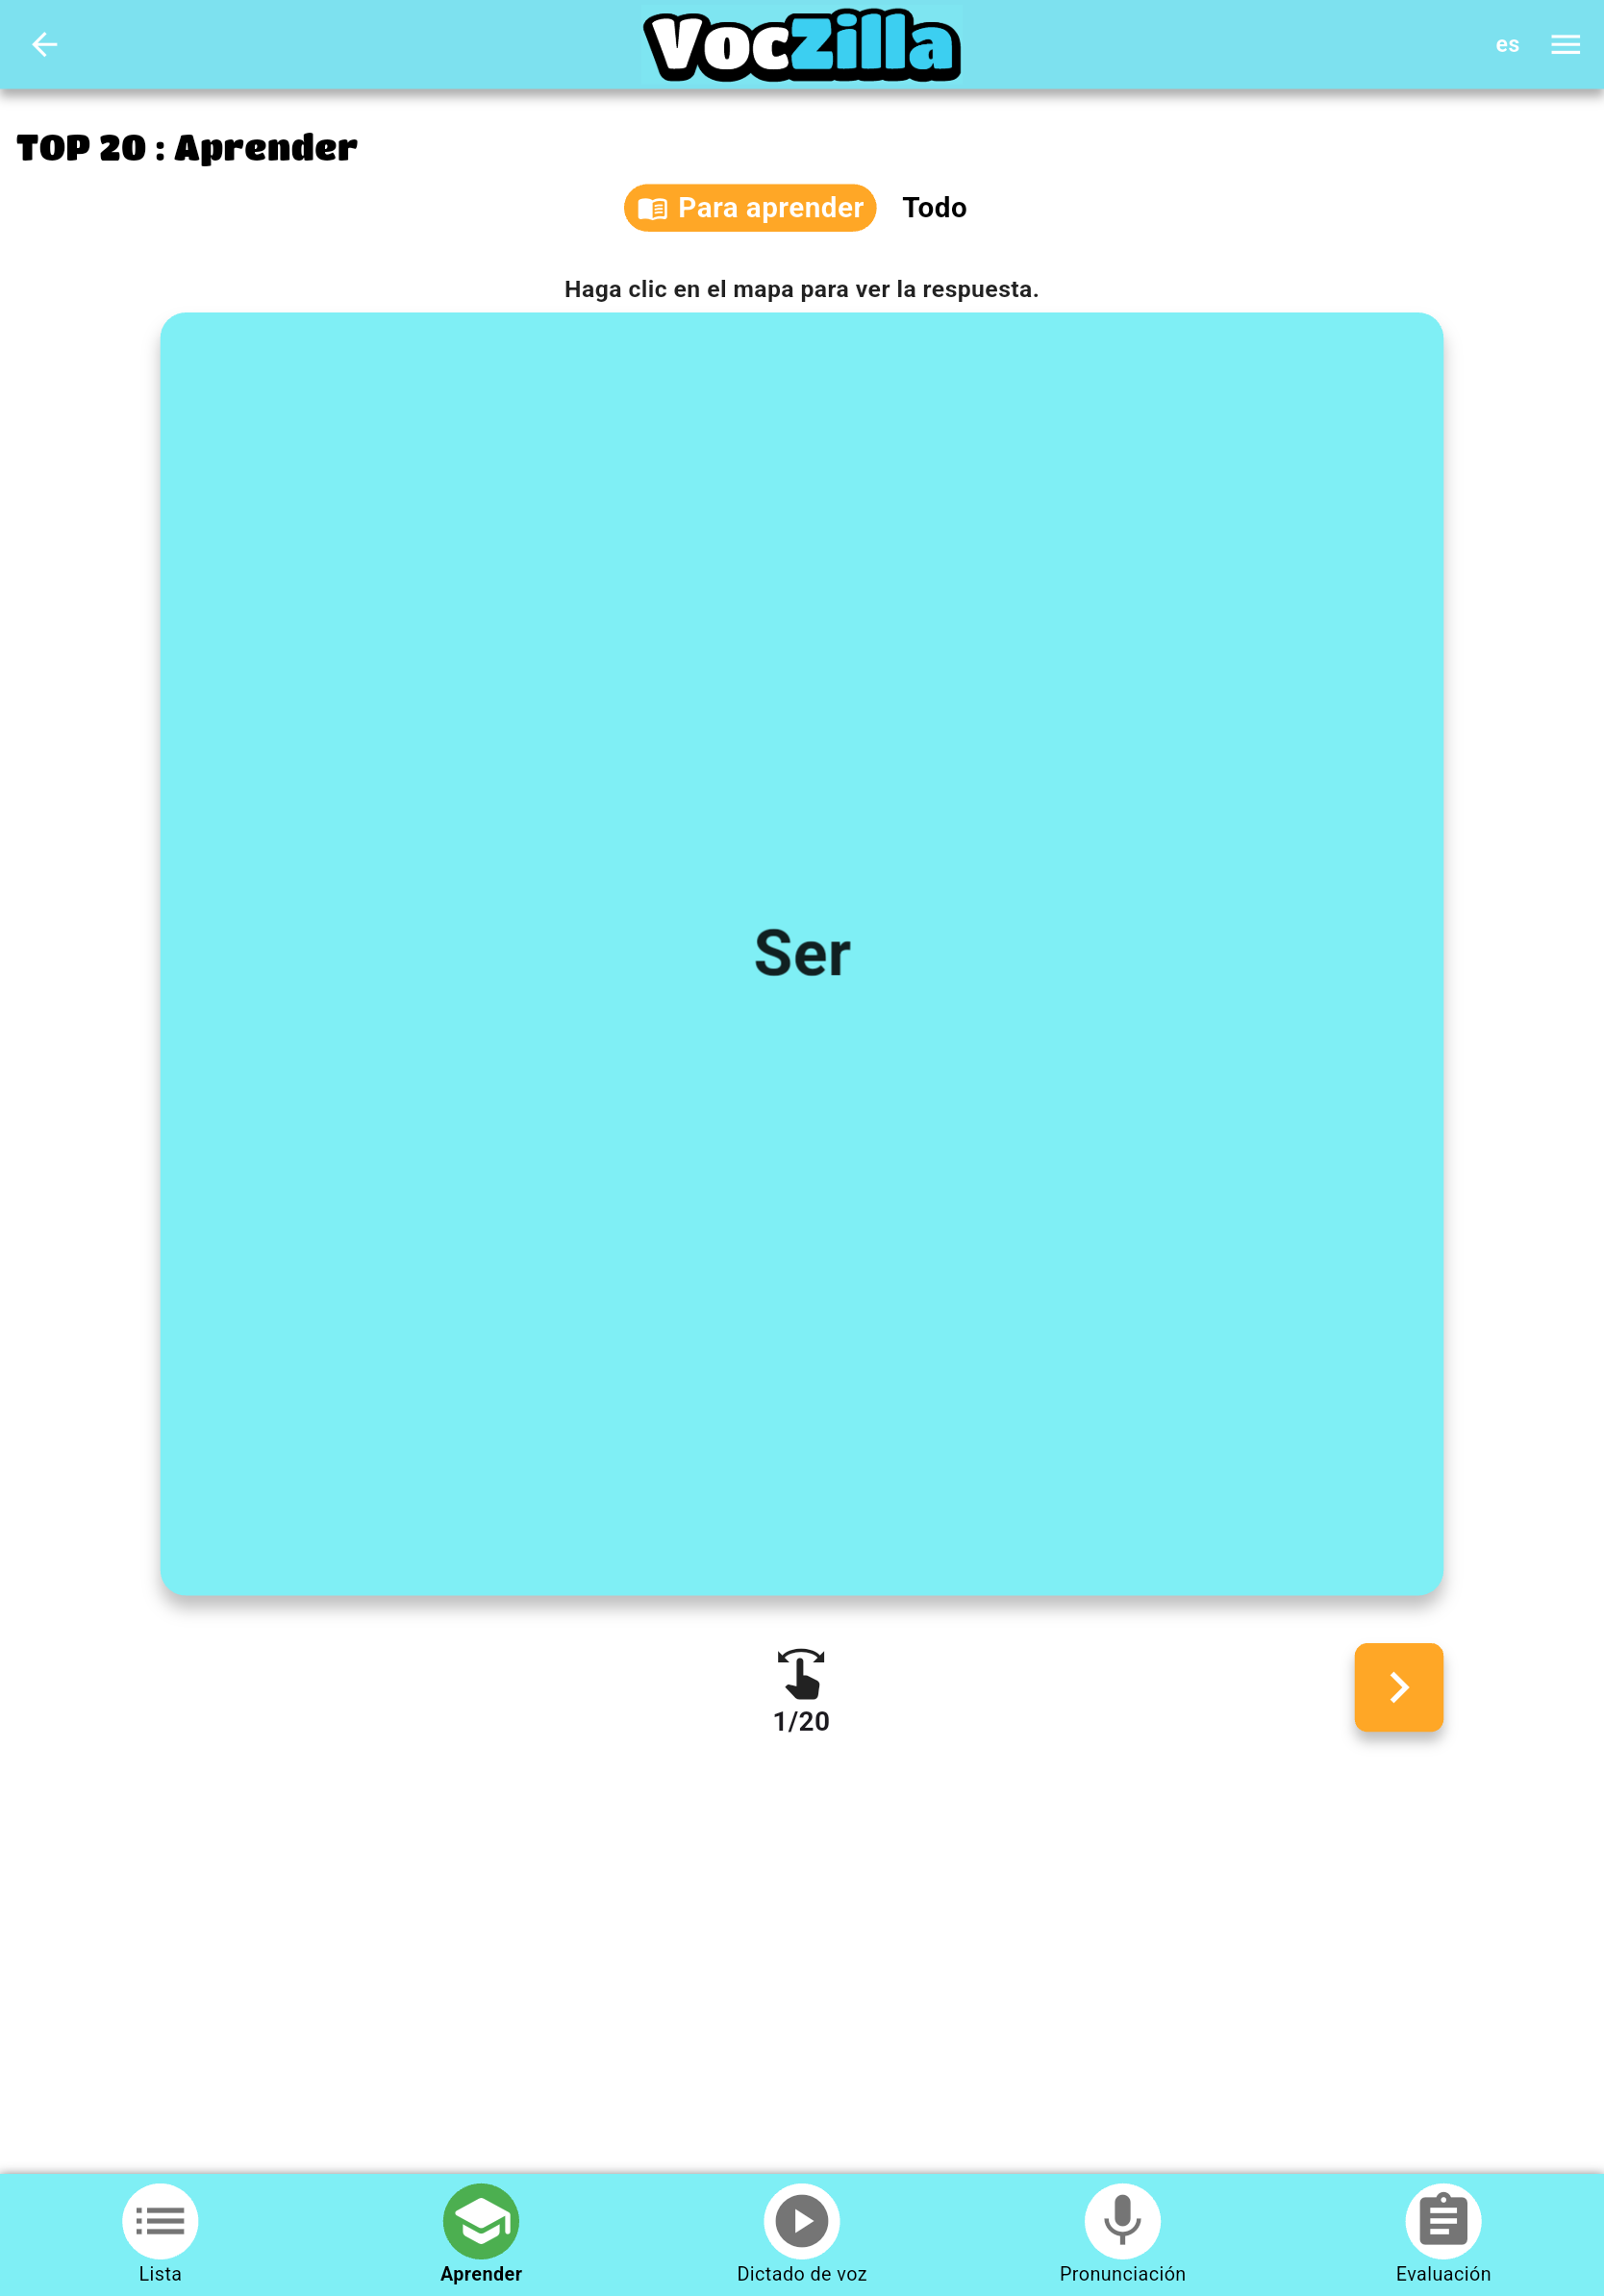 VocZilla
es
TOP 20 : Aprender
Para aprender
Todo
Haga clic en el mapa para ver la respuesta.
Ser
1/20
Lista
Aprender
Dictado de voz
Pronunciación
Evaluación